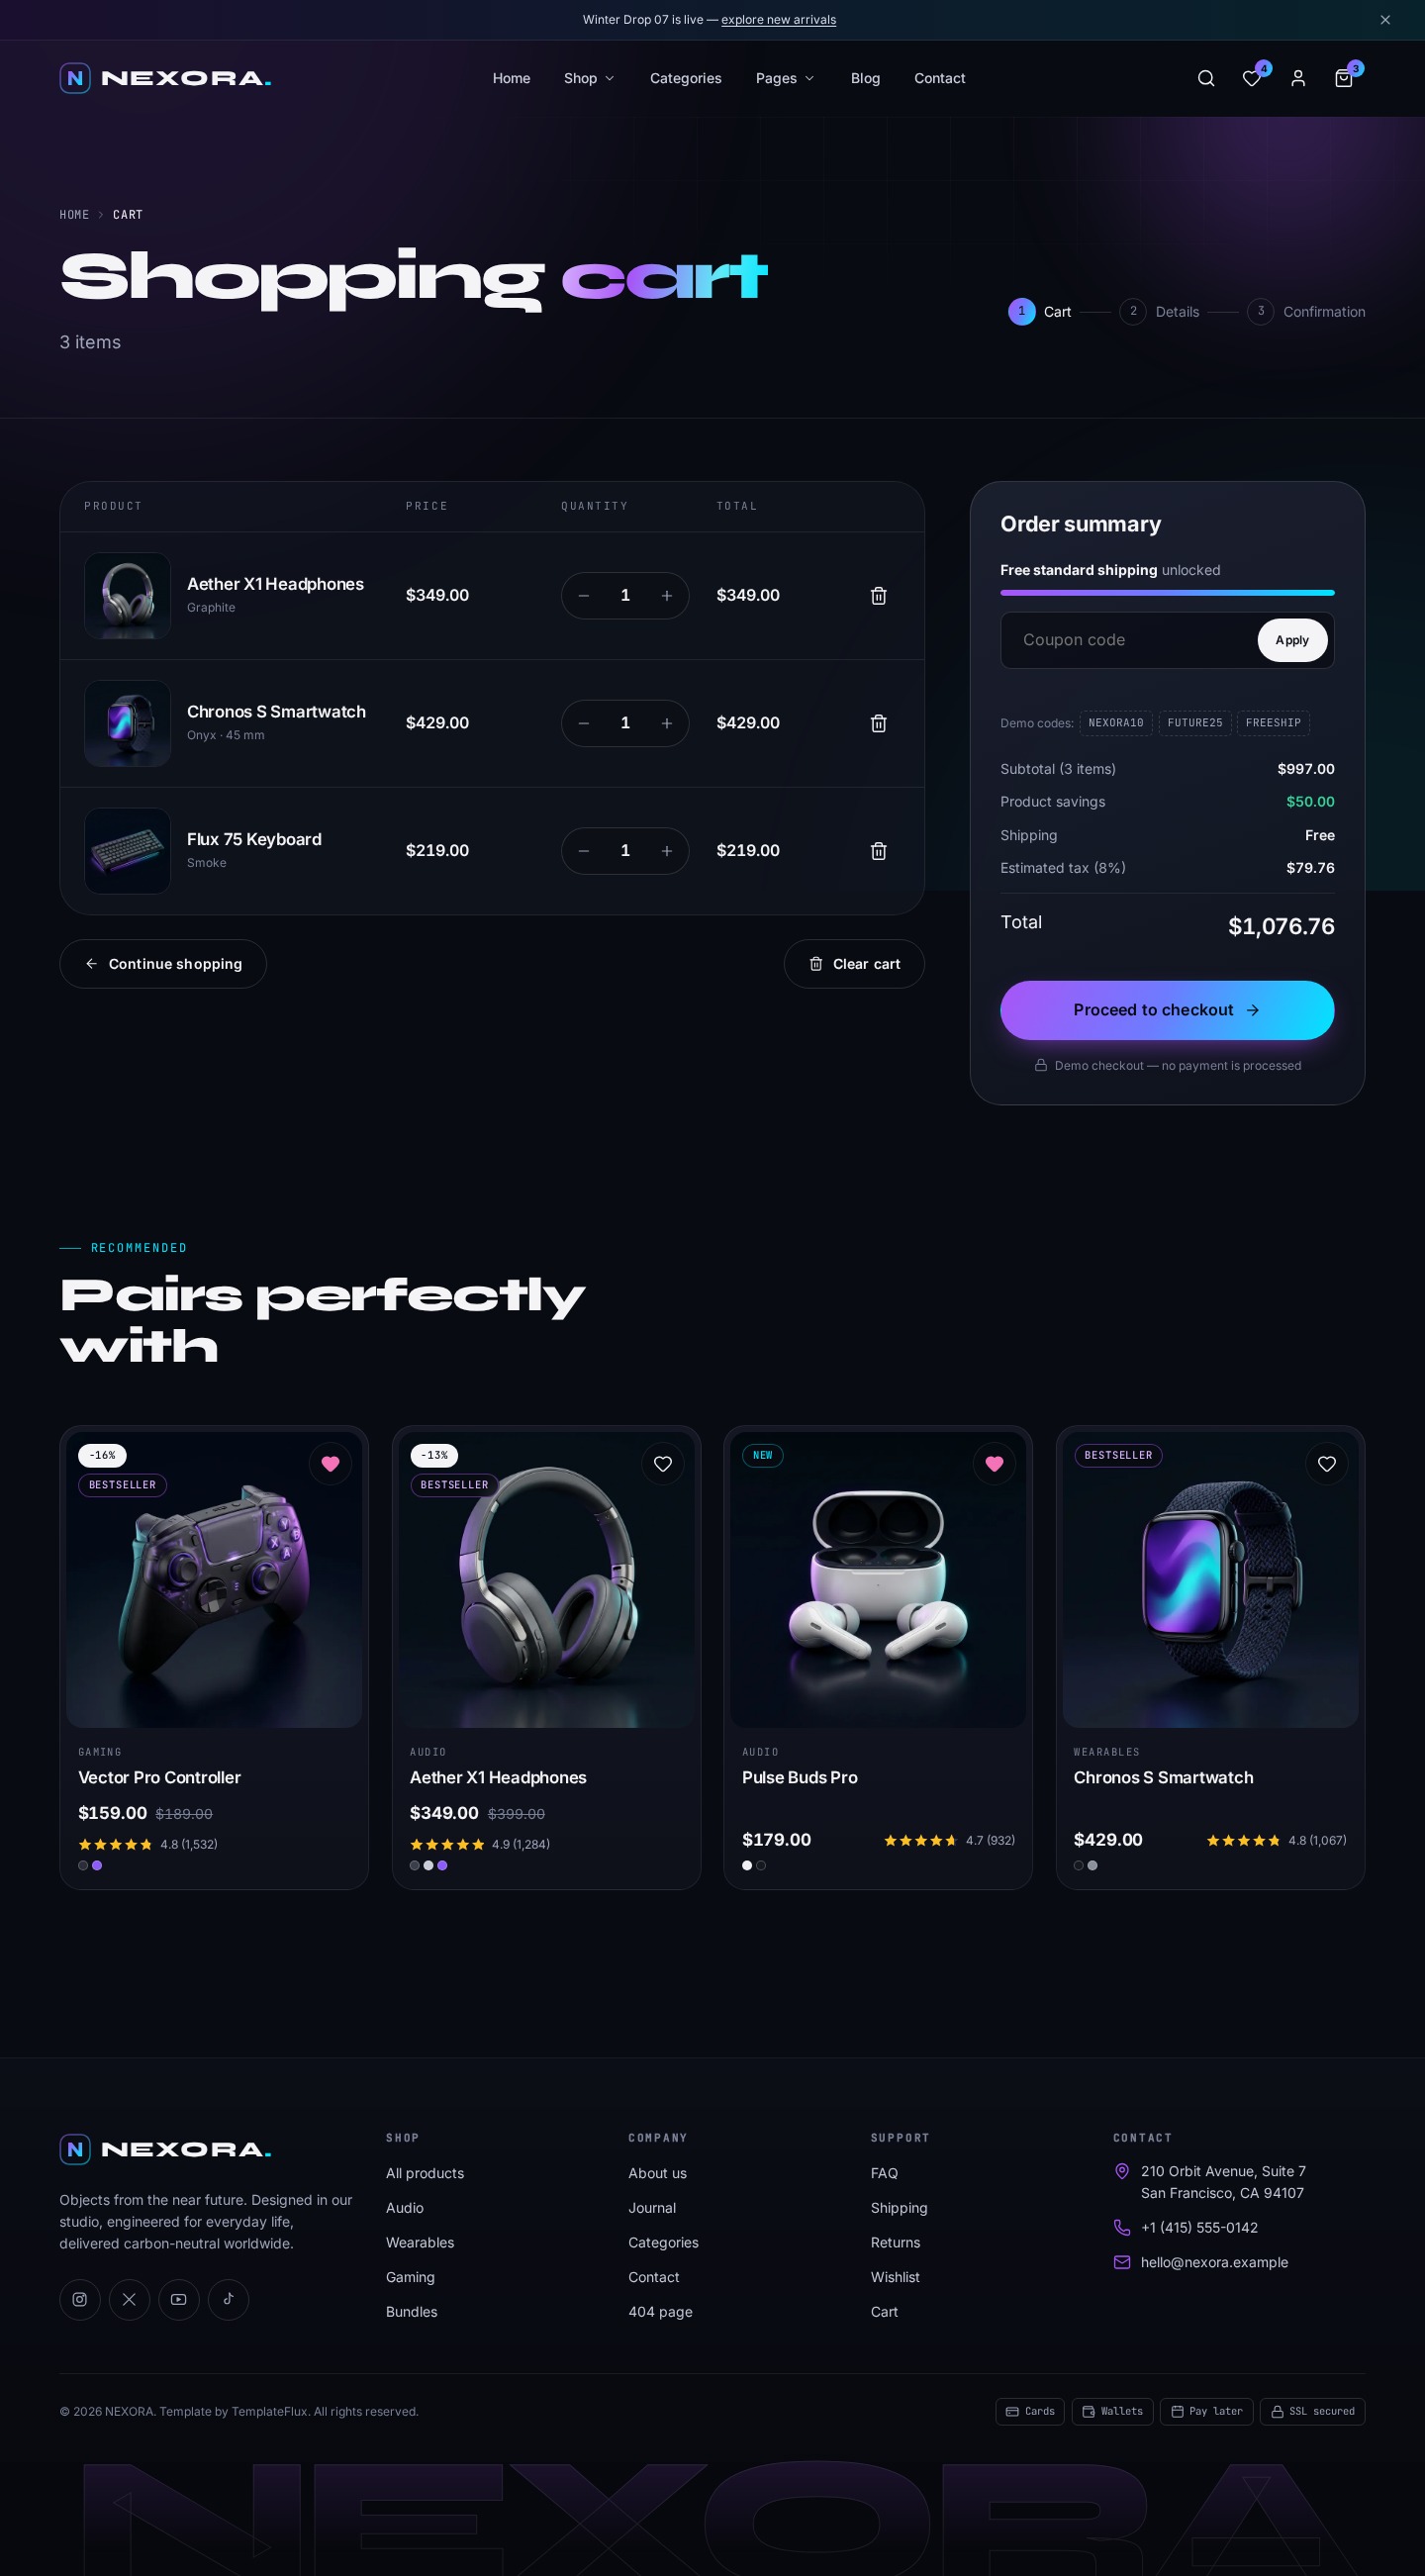 Winter Drop 07 is live — explore new arrivals
N NEXORA.
Home Shop Categories Pages Blog Contact
4 3
HOME > CART
Shopping cart
3 items
1 Cart 2 Details 3 Confirmation
PRODUCT PRICE QUANTITY TOTAL
Aether X1 Headphones
Graphite
$349.00 − 1 + $349.00
Chronos S Smartwatch
Onyx · 45 mm
$429.00 − 1 + $429.00
Flux 75 Keyboard
Smoke
$219.00 − 1 + $219.00
Continue shopping
Clear cart
Order summary
Free standard shipping unlocked
Coupon code Apply
Demo codes: NEXORA10 FUTURE25 FREESHIP
Subtotal (3 items) $997.00
Product savings $50.00
Shipping Free
Estimated tax (8%) $79.76
Total $1,076.76
Proceed to checkout
Demo checkout — no payment is processed
RECOMMENDED
Pairs perfectly
with
-16%
BESTSELLER
Y
B
X
A
GAMING
Vector Pro Controller
$159.00 $189.00
4.8 (1,532)
-13%
BESTSELLER
AUDIO
Aether X1 Headphones
$349.00 $399.00
4.9 (1,284)
NEW
AUDIO
Pulse Buds Pro
$179.00 4.7 (932)
BESTSELLER
WEARABLES
Chronos S Smartwatch
$429.00 4.8 (1,067)
N NEXORA.
Objects from the near future. Designed in our
studio, engineered for everyday life,
delivered carbon-neutral worldwide.
SHOP
All products
Audio
Wearables
Gaming
Bundles
COMPANY
About us
Journal
Categories
Contact
404 page
SUPPORT
FAQ
Shipping
Returns
Wishlist
Cart
CONTACT
210 Orbit Avenue, Suite 7
San Francisco, CA 94107
+1 (415) 555-0142
hello@nexora.example
© 2026 NEXORA. Template by TemplateFlux. All rights reserved.
Cards Wallets Pay later SSL secured
NEXORA